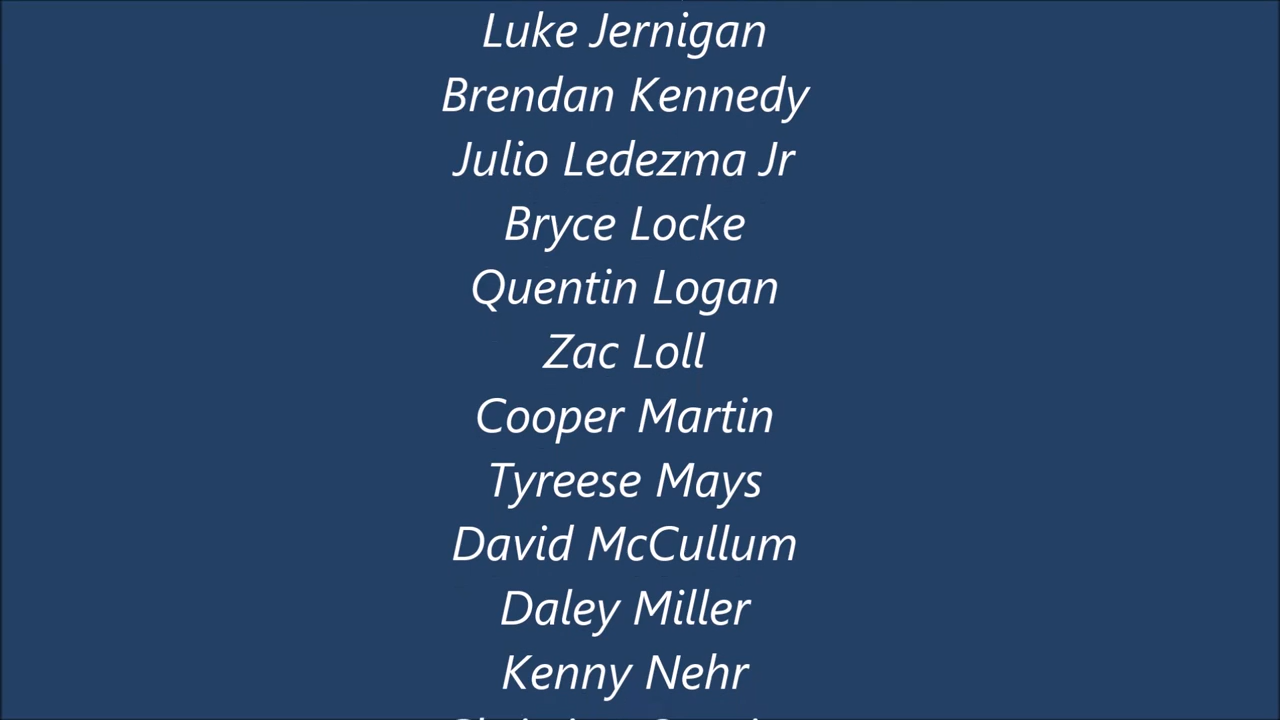 Luke Jernigan
Brendan Kennedy
Julio Ledezma Jr
Bryce Locke
Quentin Logan
Zac Loll
Cooper Martin
Tyreese Mays
David McCullum
Daley Miller
Kenny Nehr